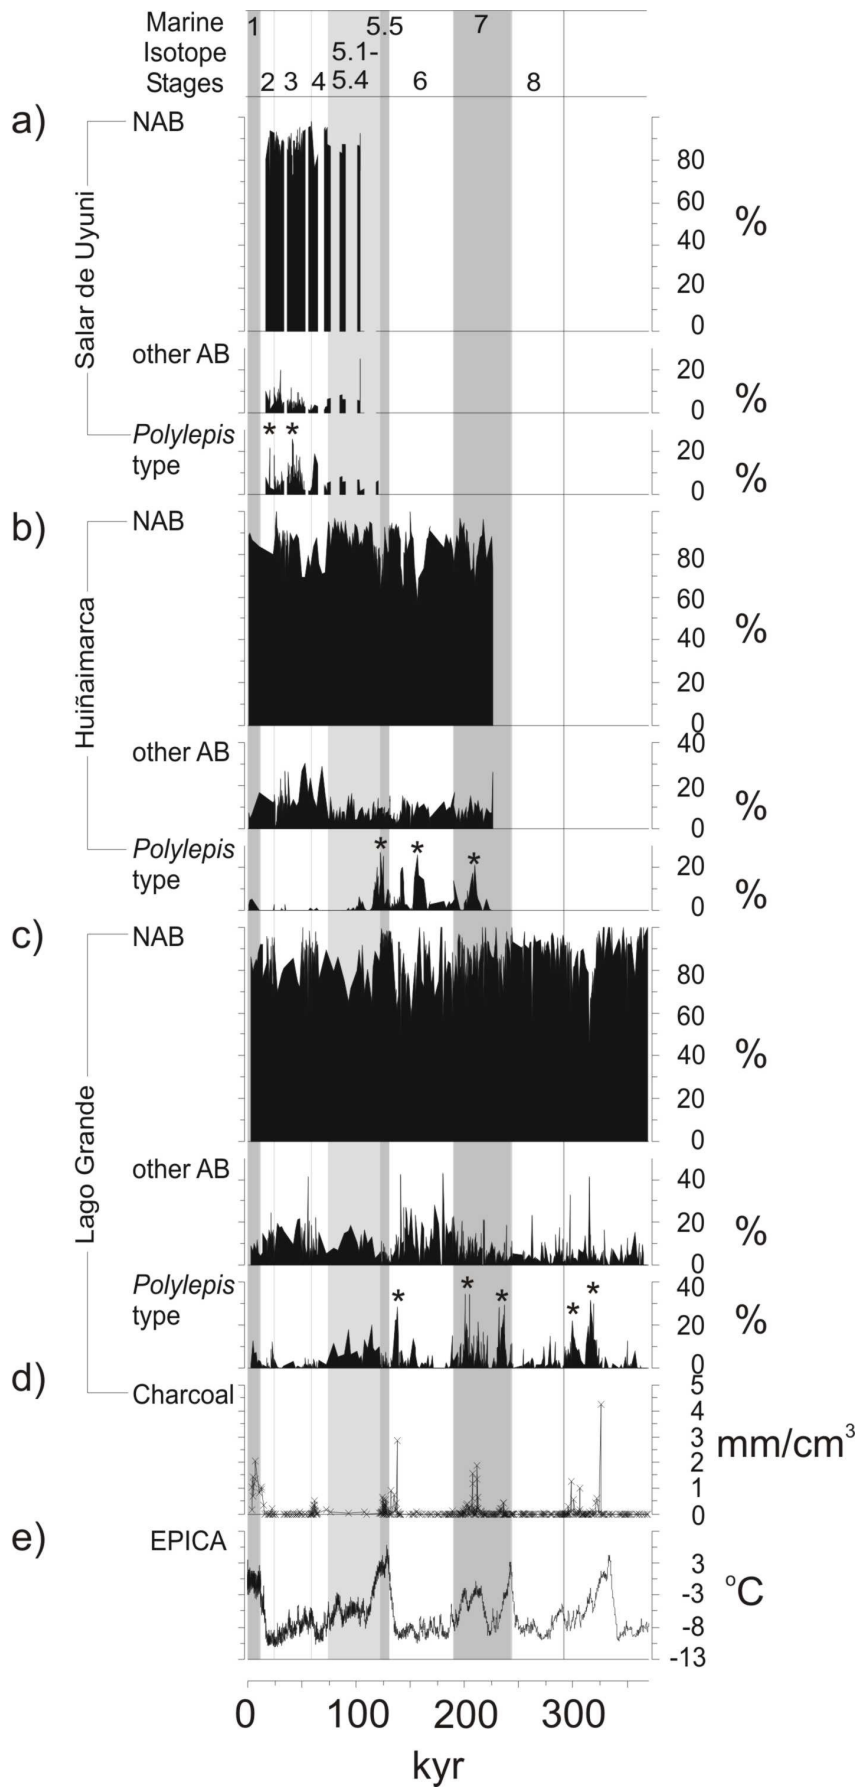 Marine
Isotope
Stages
1
5.5
7
5.1-
2
3
4
5.4
6
8
a)
NAB
Salar de Uyuni
80
60
40
20
0
%
other AB
20
0
%
* *
Polylepis
type
20
0
%
b)
NAB
Huiñaimarca
80
60
40
20
0
%
other AB
40
20
0
%
* * *
Polylepis
type
20
0
%
c)
NAB
Lago Grande
80
60
40
20
0
%
other AB
40
20
0
%
* * * * *
Polylepis
type
40
20
0
%
d)
Charcoal
5
4
3
2
1
0
mm/cm³
e)
EPICA
3
-3
-8
-13
°C
0 100 200 300
kyr